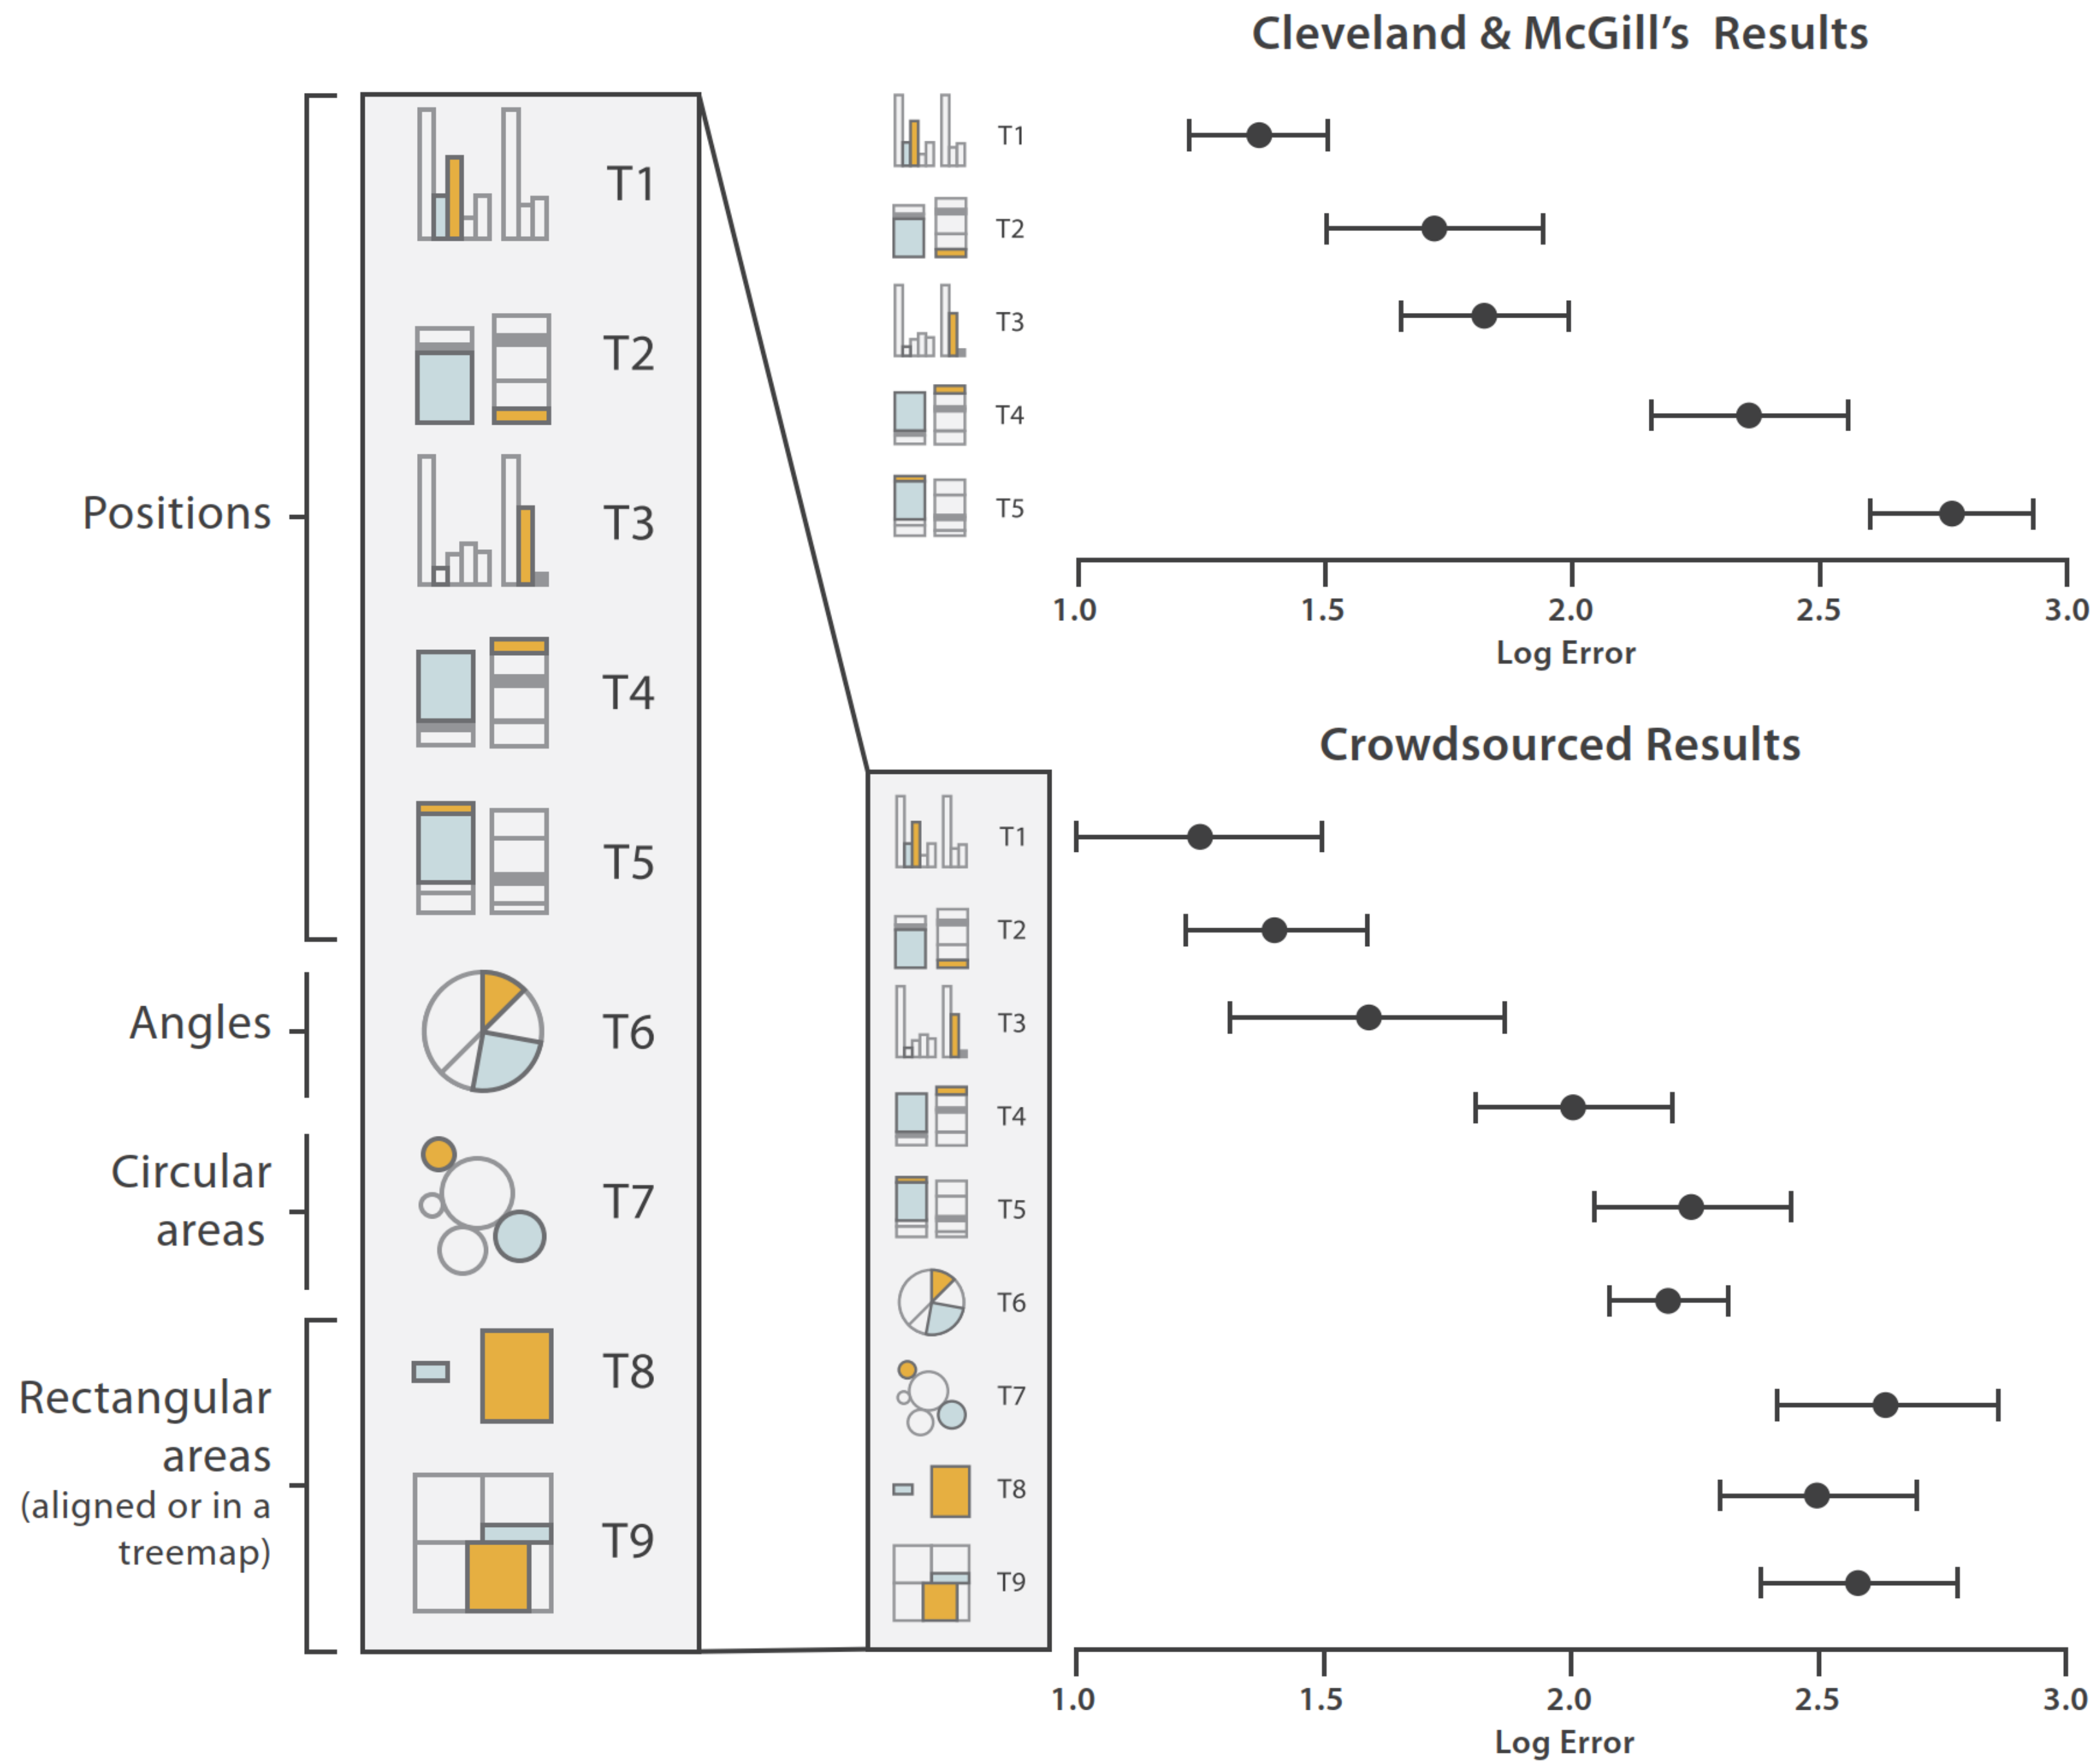 Cleveland & McGill's  Results
T1
T2
T3
T4
T5
Positions
Angles
T6
Circular
areas
T7
Rectangular
areas
(aligned or in a
treemap)
T8
T9
T1
T2
T3
T4
T5
1.0 1.5 2.0 2.5 3.0
Log Error
Crowdsourced Results
T1
T2
T3
T4
T5
T6
T7
T8
T9
1.0 1.5 2.0 2.5 3.0
Log Error